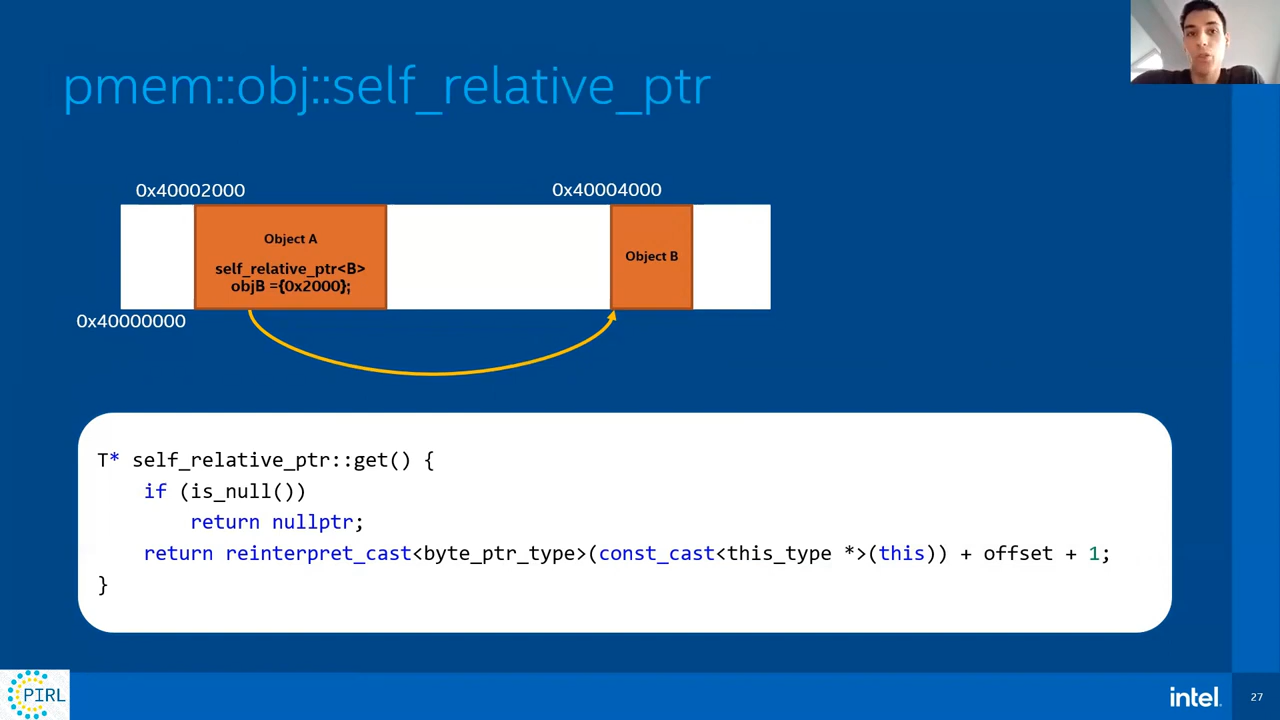 pmem::obj::self_relative_ptr
0x40002000
0x40004000
Object A
self_relative_ptr<B>
objB ={0x2000};
Object B
0x40000000
T* self_relative_ptr::get() {
    if (is_null())
        return nullptr;
    return reinterpret_cast<byte_ptr_type>(const_cast<this_type *>(this)) + offset + 1;
}
PIRL
intel.
27